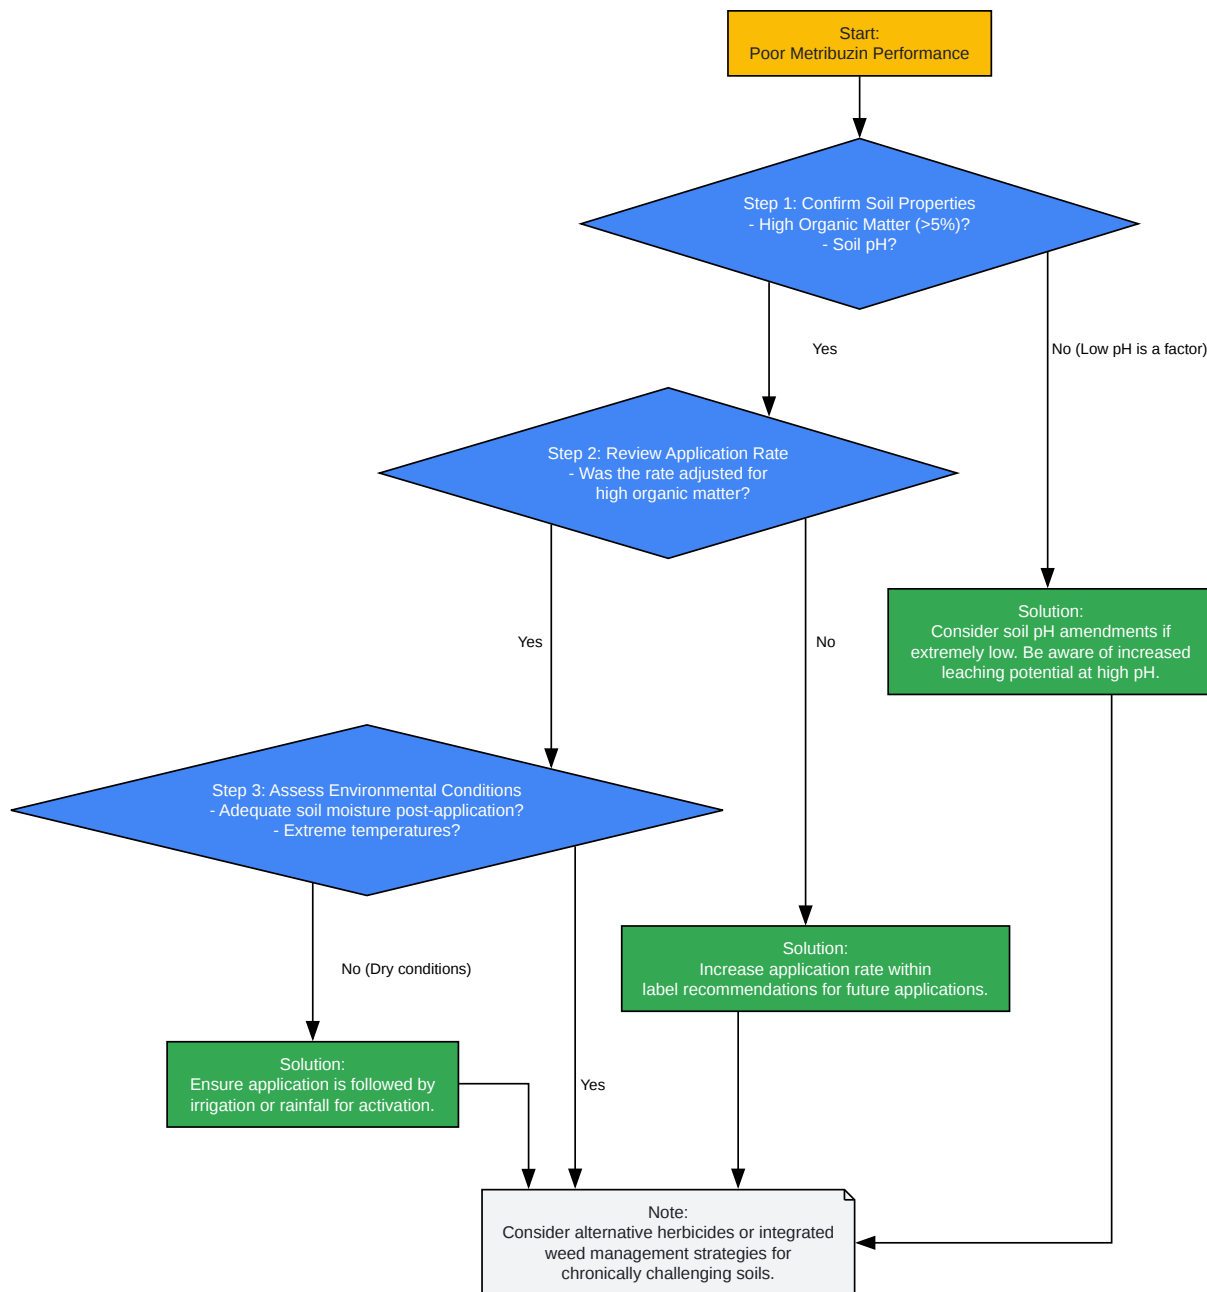 Start:
Poor Metribuzin Performance
Step 1: Confirm Soil Properties
- High Organic Matter (>5%)?
- Soil pH?
Yes
No (Low pH is a factor)
Step 2: Review Application Rate
- Was the rate adjusted for
high organic matter?
Yes
No
Solution:
Consider soil pH amendments if
extremely low. Be aware of increased
leaching potential at high pH.
Step 3: Assess Environmental Conditions
- Adequate soil moisture post-application?
- Extreme temperatures?
No (Dry conditions)
Solution:
Increase application rate within
label recommendations for future applications.
Solution:
Ensure application is followed by
irrigation or rainfall for activation.
Yes
Note:
Consider alternative herbicides or integrated
weed management strategies for
chronically challenging soils.